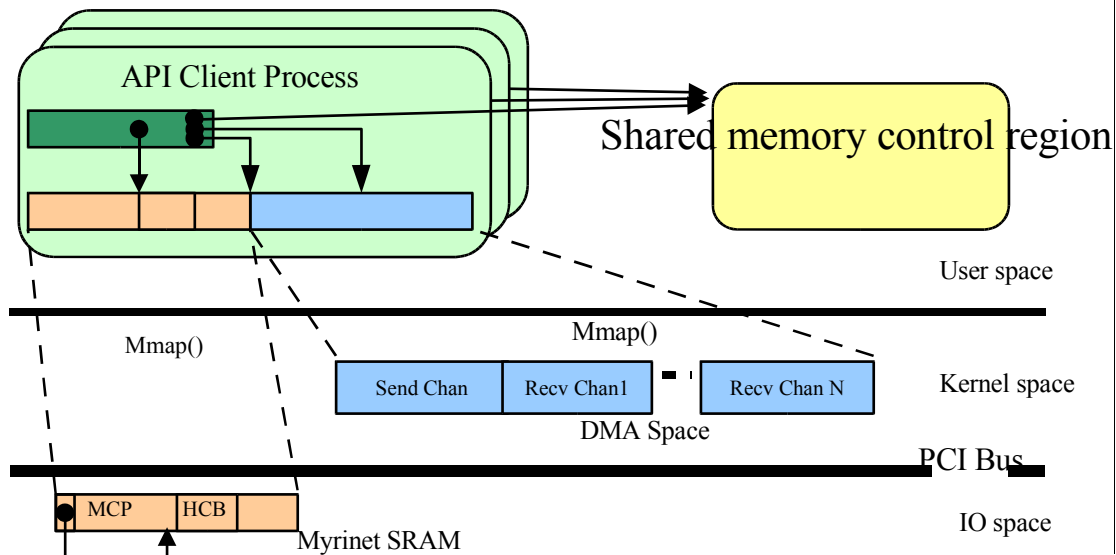 API Client Process
Shared memory control region
User space
Mmap()
Mmap()
Send Chan
Recv Chan1
Recv Chan N
Kernel space
DMA Space
PCI Bus
MCP
HCB
IO space
Myrinet SRAM